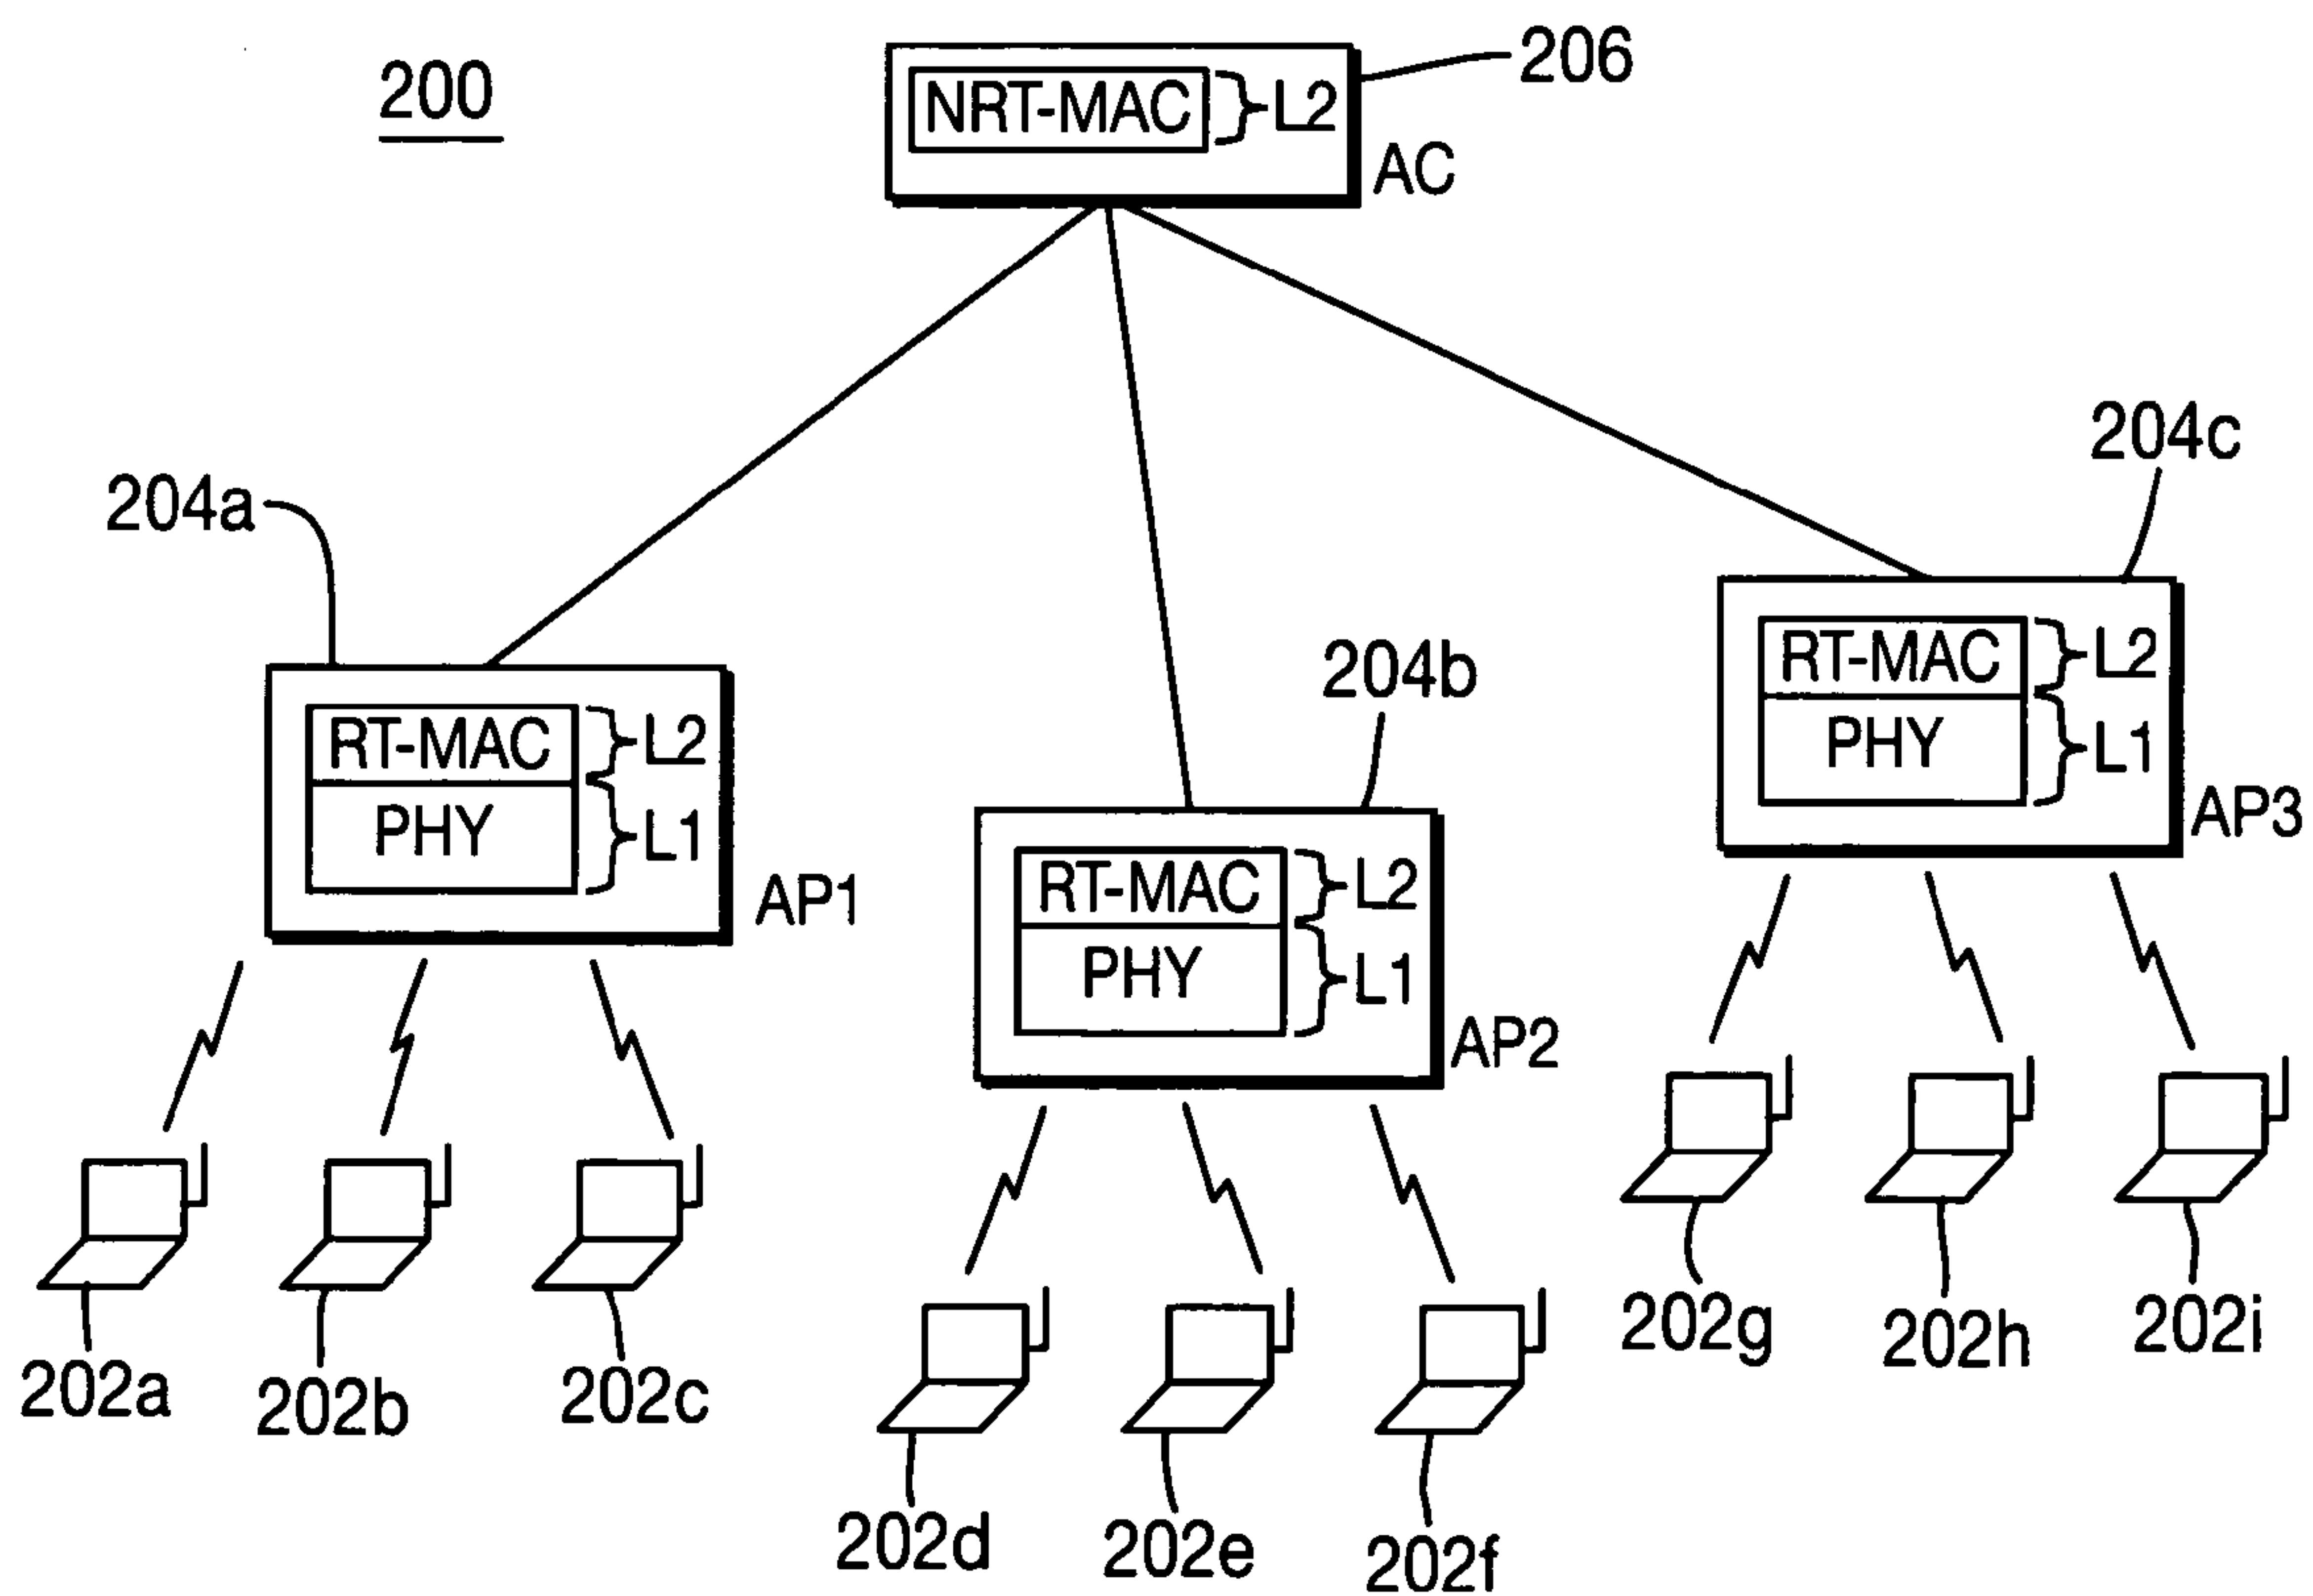 200
206
NRT-MAC L2
AC
204a
204b
204c
RT-MAC L2
PHY L1
AP1
RT-MAC L2
PHY L1
AP2
RT-MAC L2
PHY L1
AP3
202a
202b
202c
202d
202e
202f
202g
202h
202i